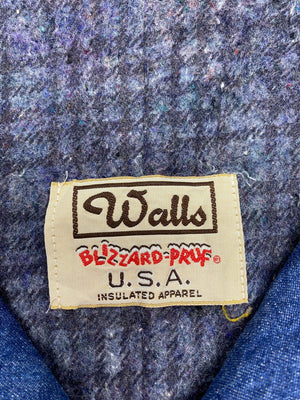 Walls
BLIZZARD-PRUF®
U.S.A.
INSULATED APPAREL